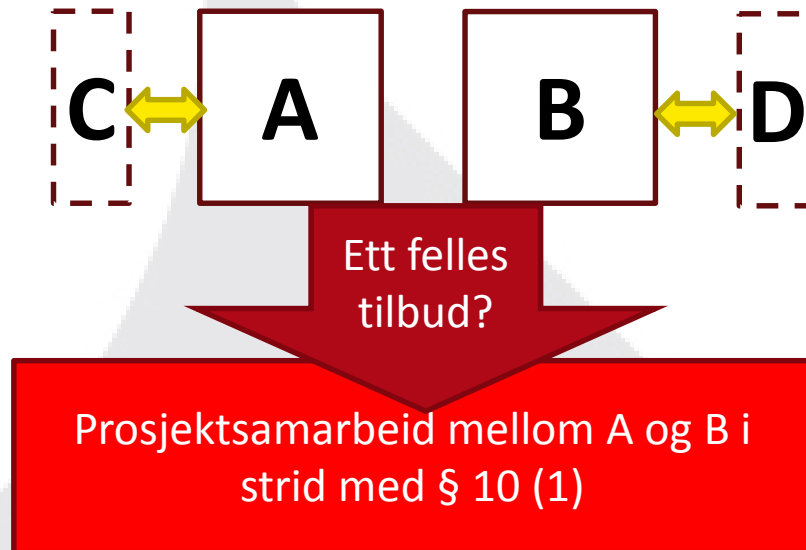 C A B D
Ett felles
tilbud?
Prosjektsamarbeid mellom A og B i
strid med § 10 (1)